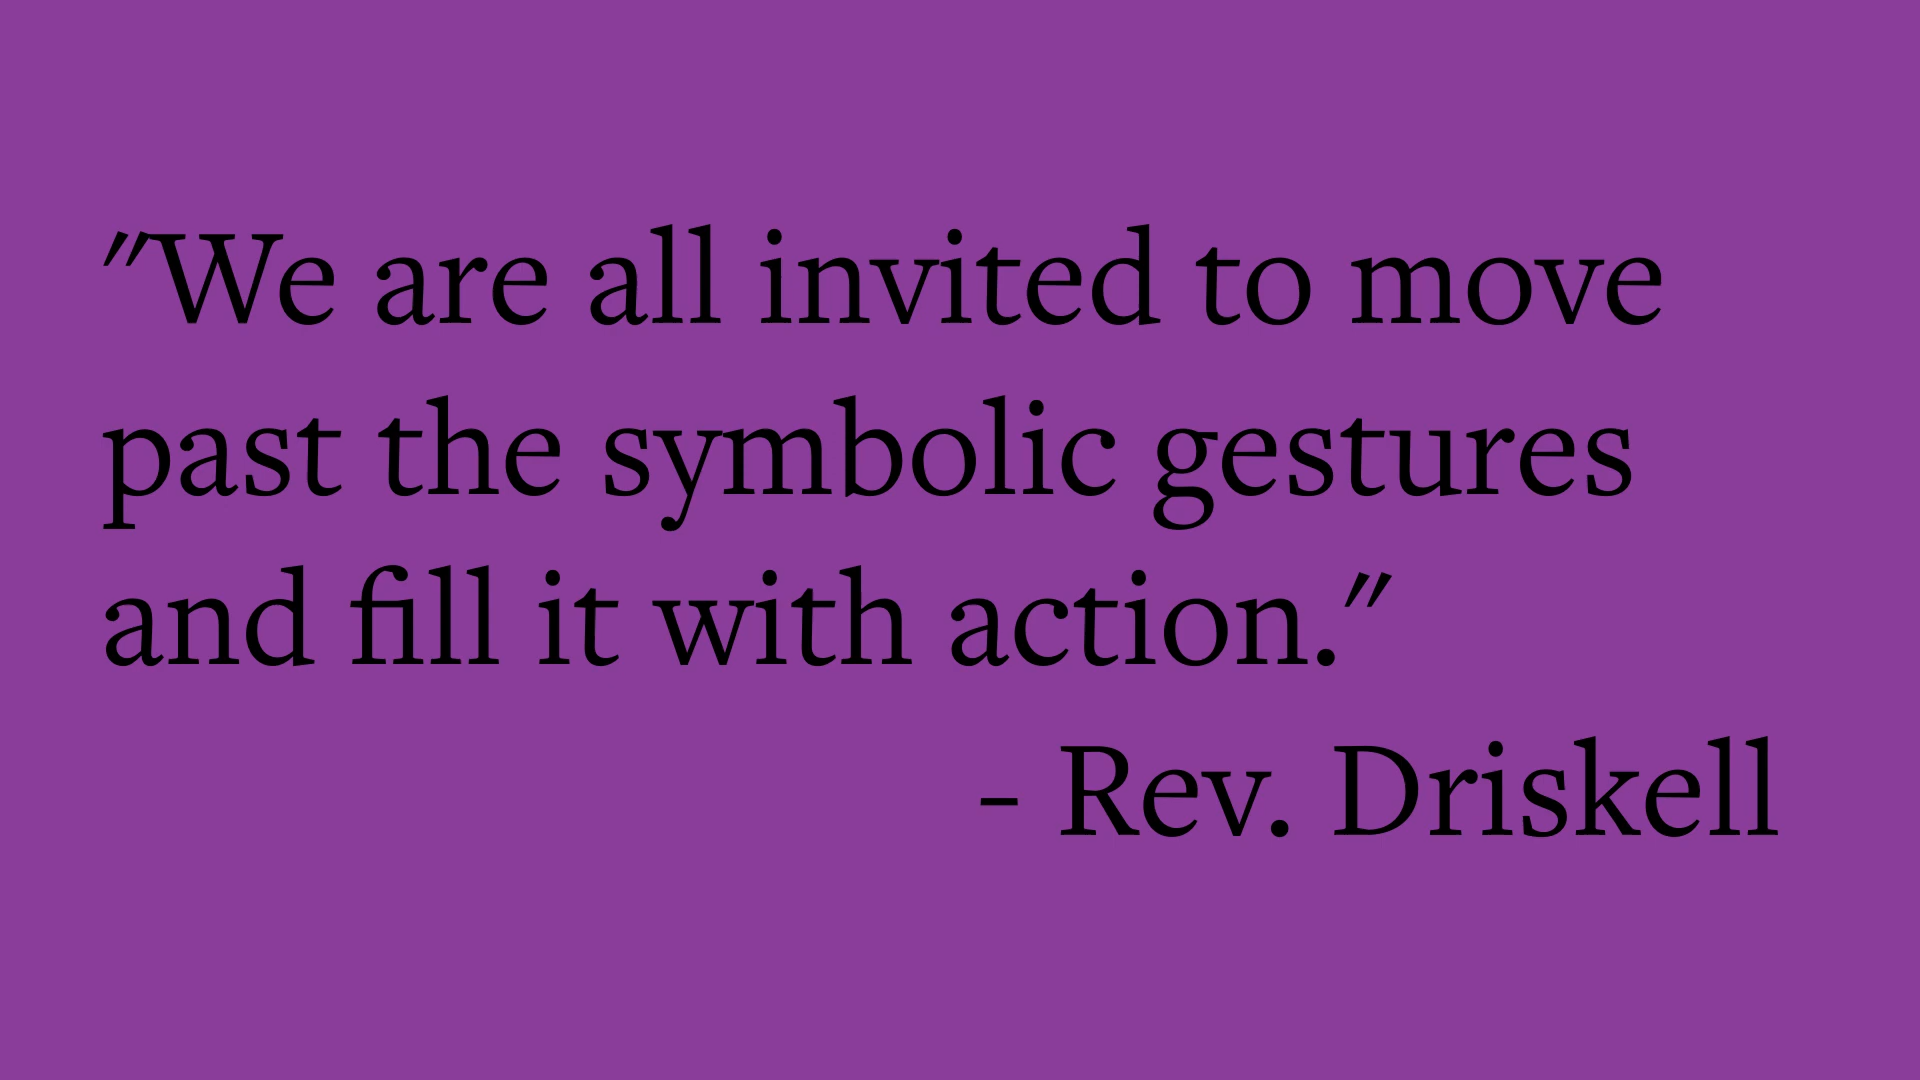 "We are all invited to move
past the symbolic gestures
and fill it with action."
- Rev. Driskell